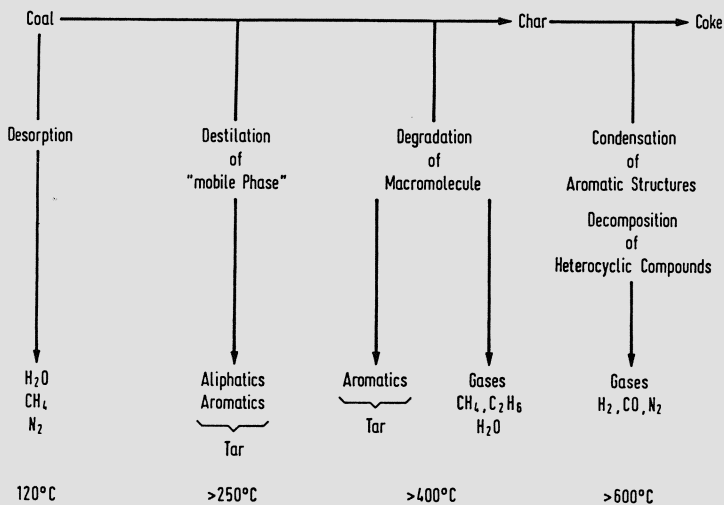 Coal Char Coke
Desorption Destilation Degradation Condensation
of of of
"mobile Phase" Macromolecule Aromatic Structures
Decomposition
of
Heterocyclic Compounds
H₂O Aliphatics Aromatics Gases Gases
CH₄ Aromatics CH₄, C₂H₆ H₂, CO, N₂
N₂ Tar Tar H₂O
120°C >250°C >400°C >600°C